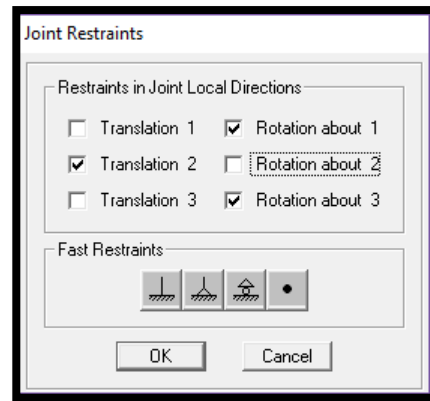 Joint Restraints
Restraints in Joint Local Directions
Translation 1 Rotation about 1
Translation 2 Rotation about 2
Translation 3 Rotation about 3
Fast Restraints
OK Cancel